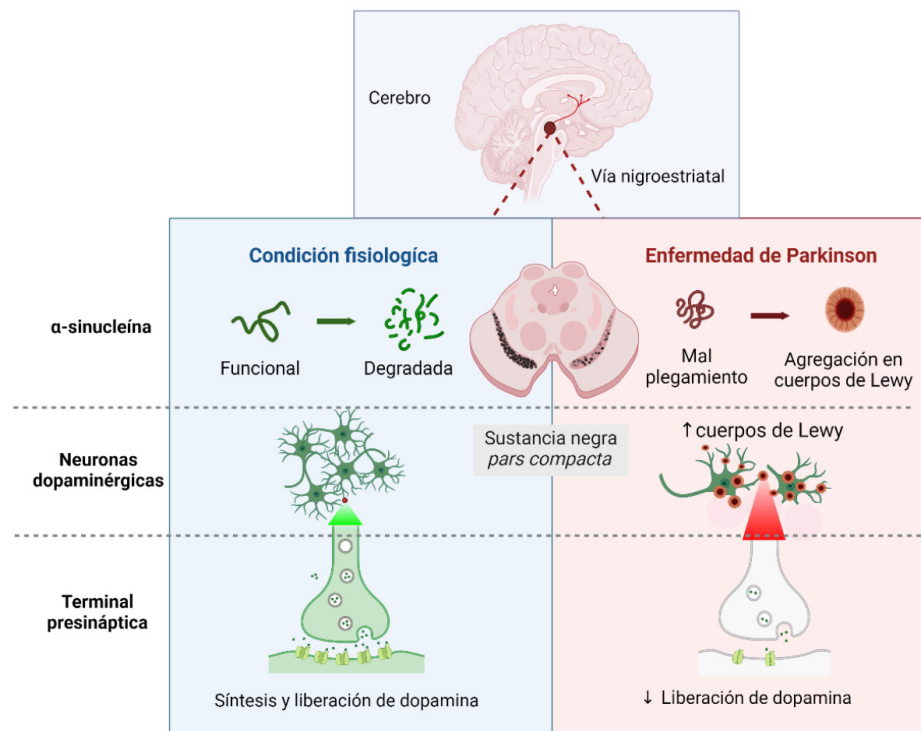 Cerebro
Vía nigroestriatal
Condición fisiologíca
Enfermedad de Parkinson
α-sinucleína
Funcional
Degradada
Mal
plegamiento
Agregación en
cuerpos de Lewy
Neuronas
dopaminérgicas
Sustancia negra
pars compacta
↑cuerpos de Lewy
Terminal
presináptica
Síntesis y liberación de dopamina
↓ Liberación de dopamina